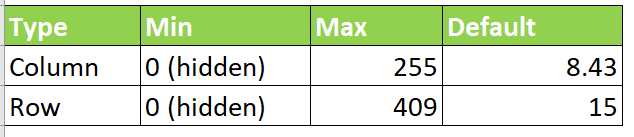 Type Min Max Default
Column 0 (hidden) 255 8.43
Row 0 (hidden) 409 15